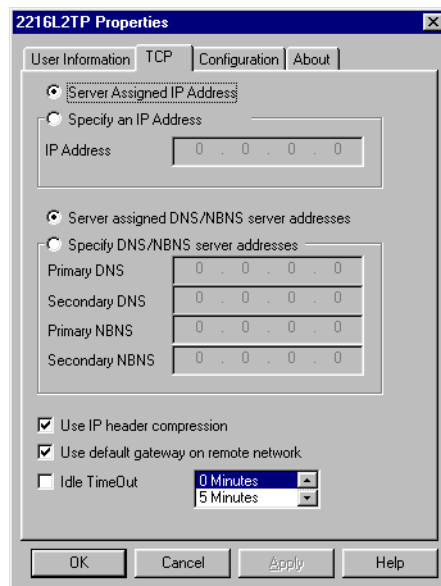 2216L2TP Properties
User Information TCP Configuration About
Server Assigned IP Address
Specify an IP Address
IP Address 0 . 0 . 0 . 0
Server assigned DNS/NBNS server addresses
Specify DNS/NBNS server addresses
Primary DNS 0 . 0 . 0 . 0
Secondary DNS 0 . 0 . 0 . 0
Primary NBNS 0 . 0 . 0 . 0
Secondary NBNS 0 . 0 . 0 . 0
Use IP header compression
Use default gateway on remote network
Idle TimeOut 0 Minutes
5 Minutes
OK Cancel Apply Help